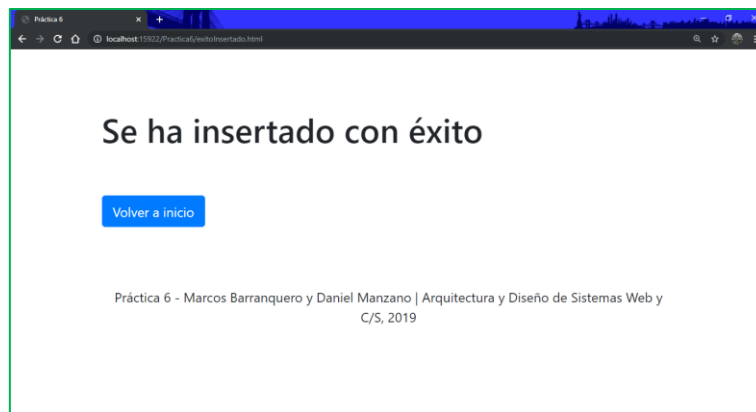 Práctica 6
localhost:15922/Practica6/exitoInsertado.html
Se ha insertado con éxito
Volver a inicio
Práctica 6 - Marcos Barranquero y Daniel Manzano | Arquitectura y Diseño de Sistemas Web y
C/S, 2019